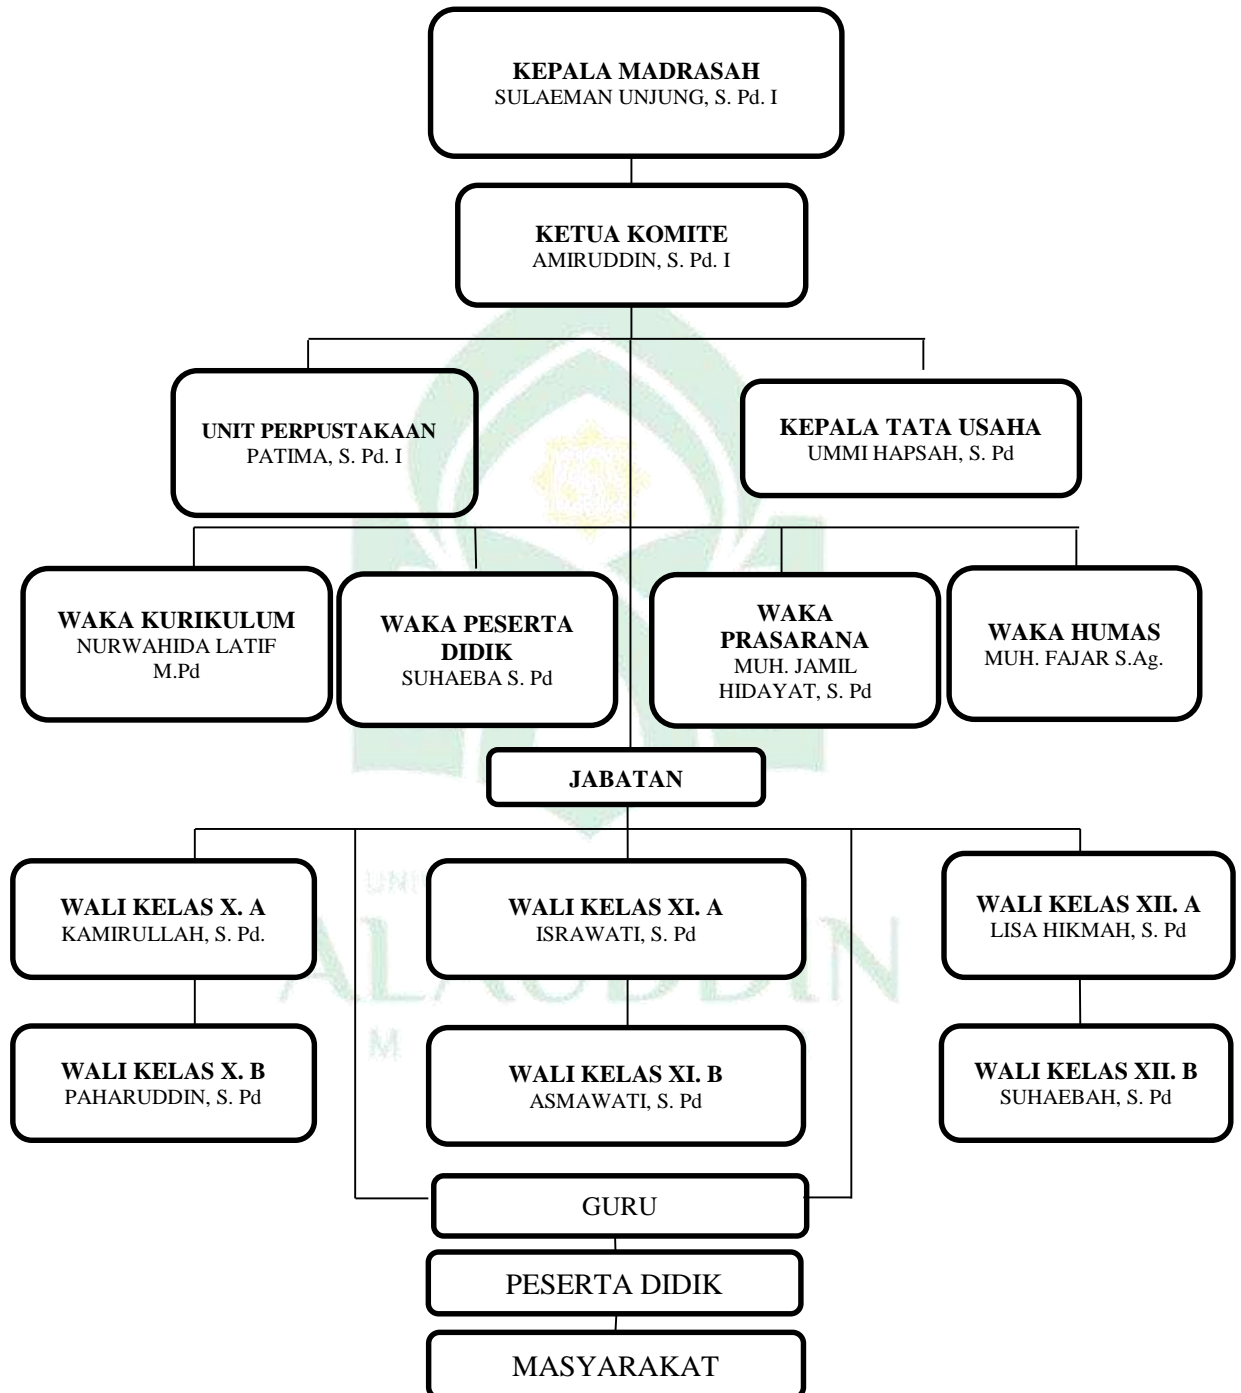 KEPALA MADRASAH
SULAEMAN UNJUNG, S. Pd. I
KETUA KOMITE
AMIRUDDIN, S. Pd. I
UNIT PERPUSTAKAAN
PATIMA, S. Pd. I
KEPALA TATA USAHA
UMMI HAPSAH, S. Pd
WAKA KURIKULUM
NURWAHIDA LATIF
M.Pd
WAKA PESERTA
DIDIK
SUHAEBA S. Pd
WAKA
PRASARANA
MUH. JAMIL
HIDAYAT, S. Pd
WAKA HUMAS
MUH. FAJAR S.Ag.
JABATAN
WALI KELAS X. A
KAMIRULLAH, S. Pd.
WALI KELAS XI. A
ISRAWATI, S. Pd
WALI KELAS XII. A
LISA HIKMAH, S. Pd
UNI
ALAUDDIN
M
WALI KELAS X. B
PAHARUDDIN, S. Pd
WALI KELAS XI. B
ASMAWATI, S. Pd
WALI KELAS XII. B
SUHAEBAH, S. Pd
GURU
PESERTA DIDIK
MASYARAKAT